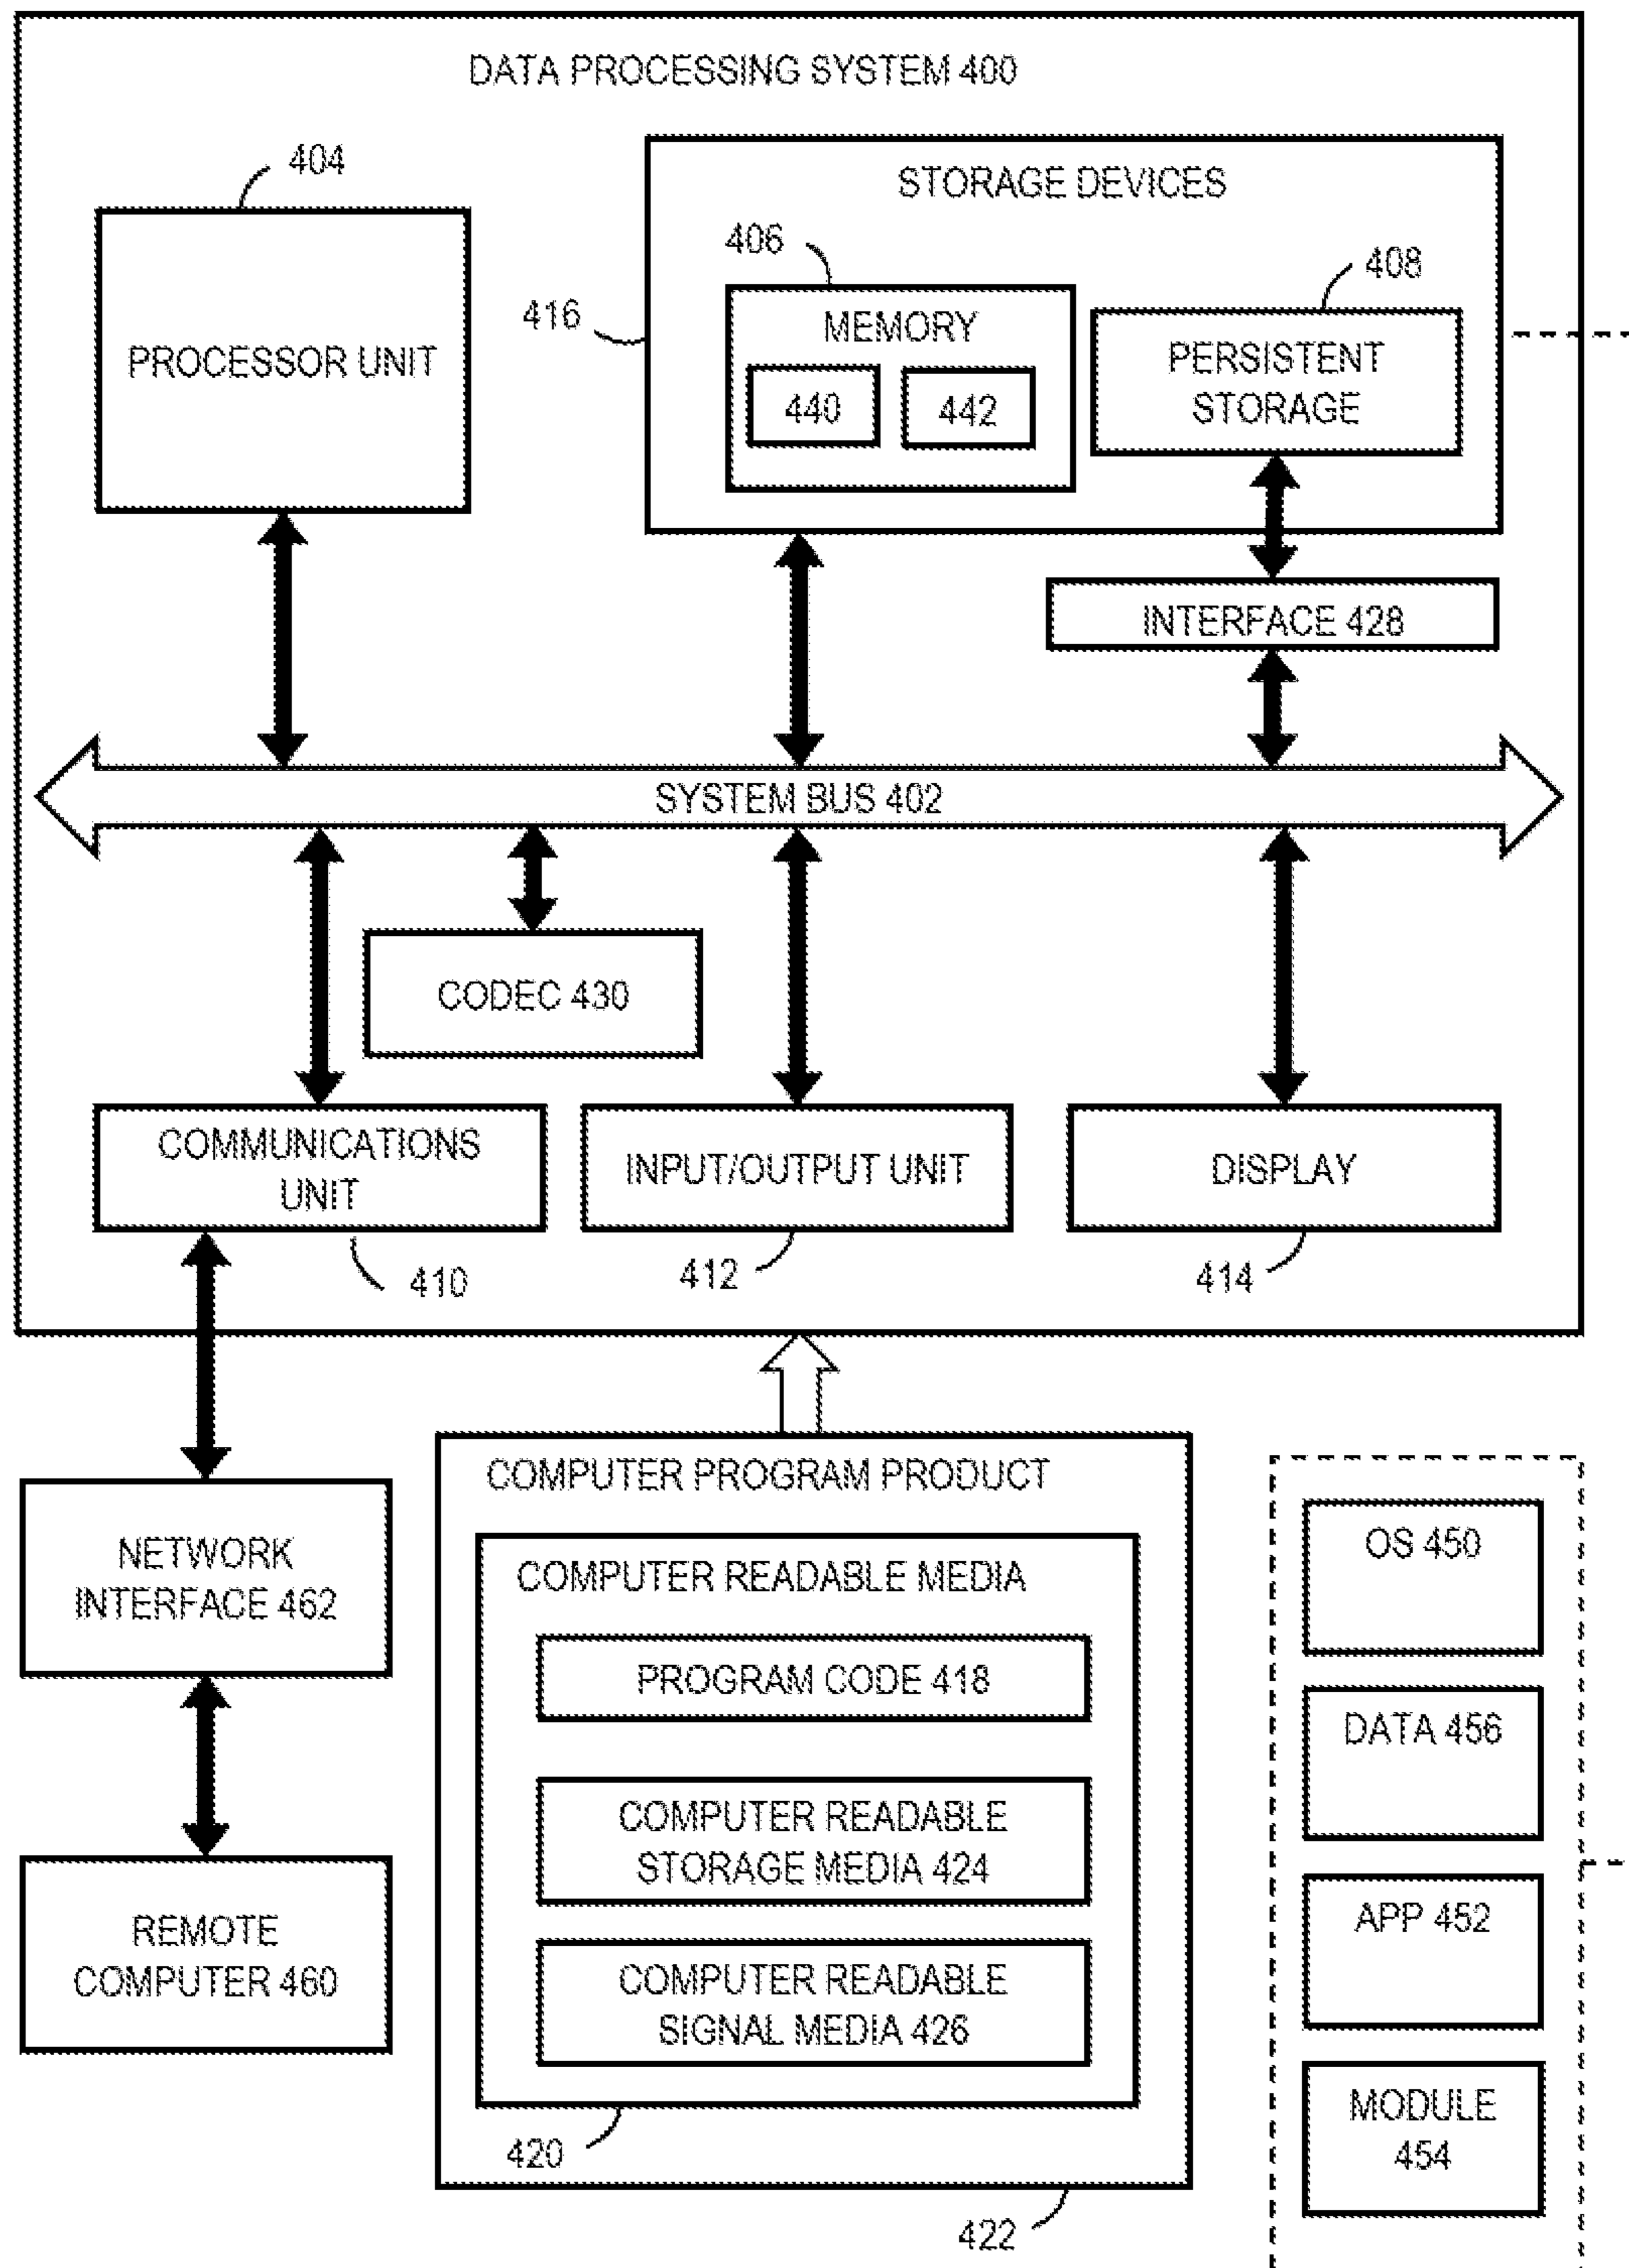 DATA PROCESSING SYSTEM 400
404
STORAGE DEVICES
406
408
416
MEMORY
PROCESSOR UNIT
PERSISTENT
STORAGE
440
442
INTERFACE 428
SYSTEM BUS 402
CODEC 430
COMMUNICATIONS
UNIT
INPUT/OUTPUT UNIT
DISPLAY
410
412
414
COMPUTER PROGRAM PRODUCT
NETWORK
INTERFACE 462
COMPUTER READABLE MEDIA
PROGRAM CODE 418
COMPUTER READABLE
STORAGE MEDIA 424
REMOTE
COMPUTER 460
COMPUTER READABLE
SIGNAL MEDIA 426
420
422
OS 450
DATA 456
APP 452
MODULE
454